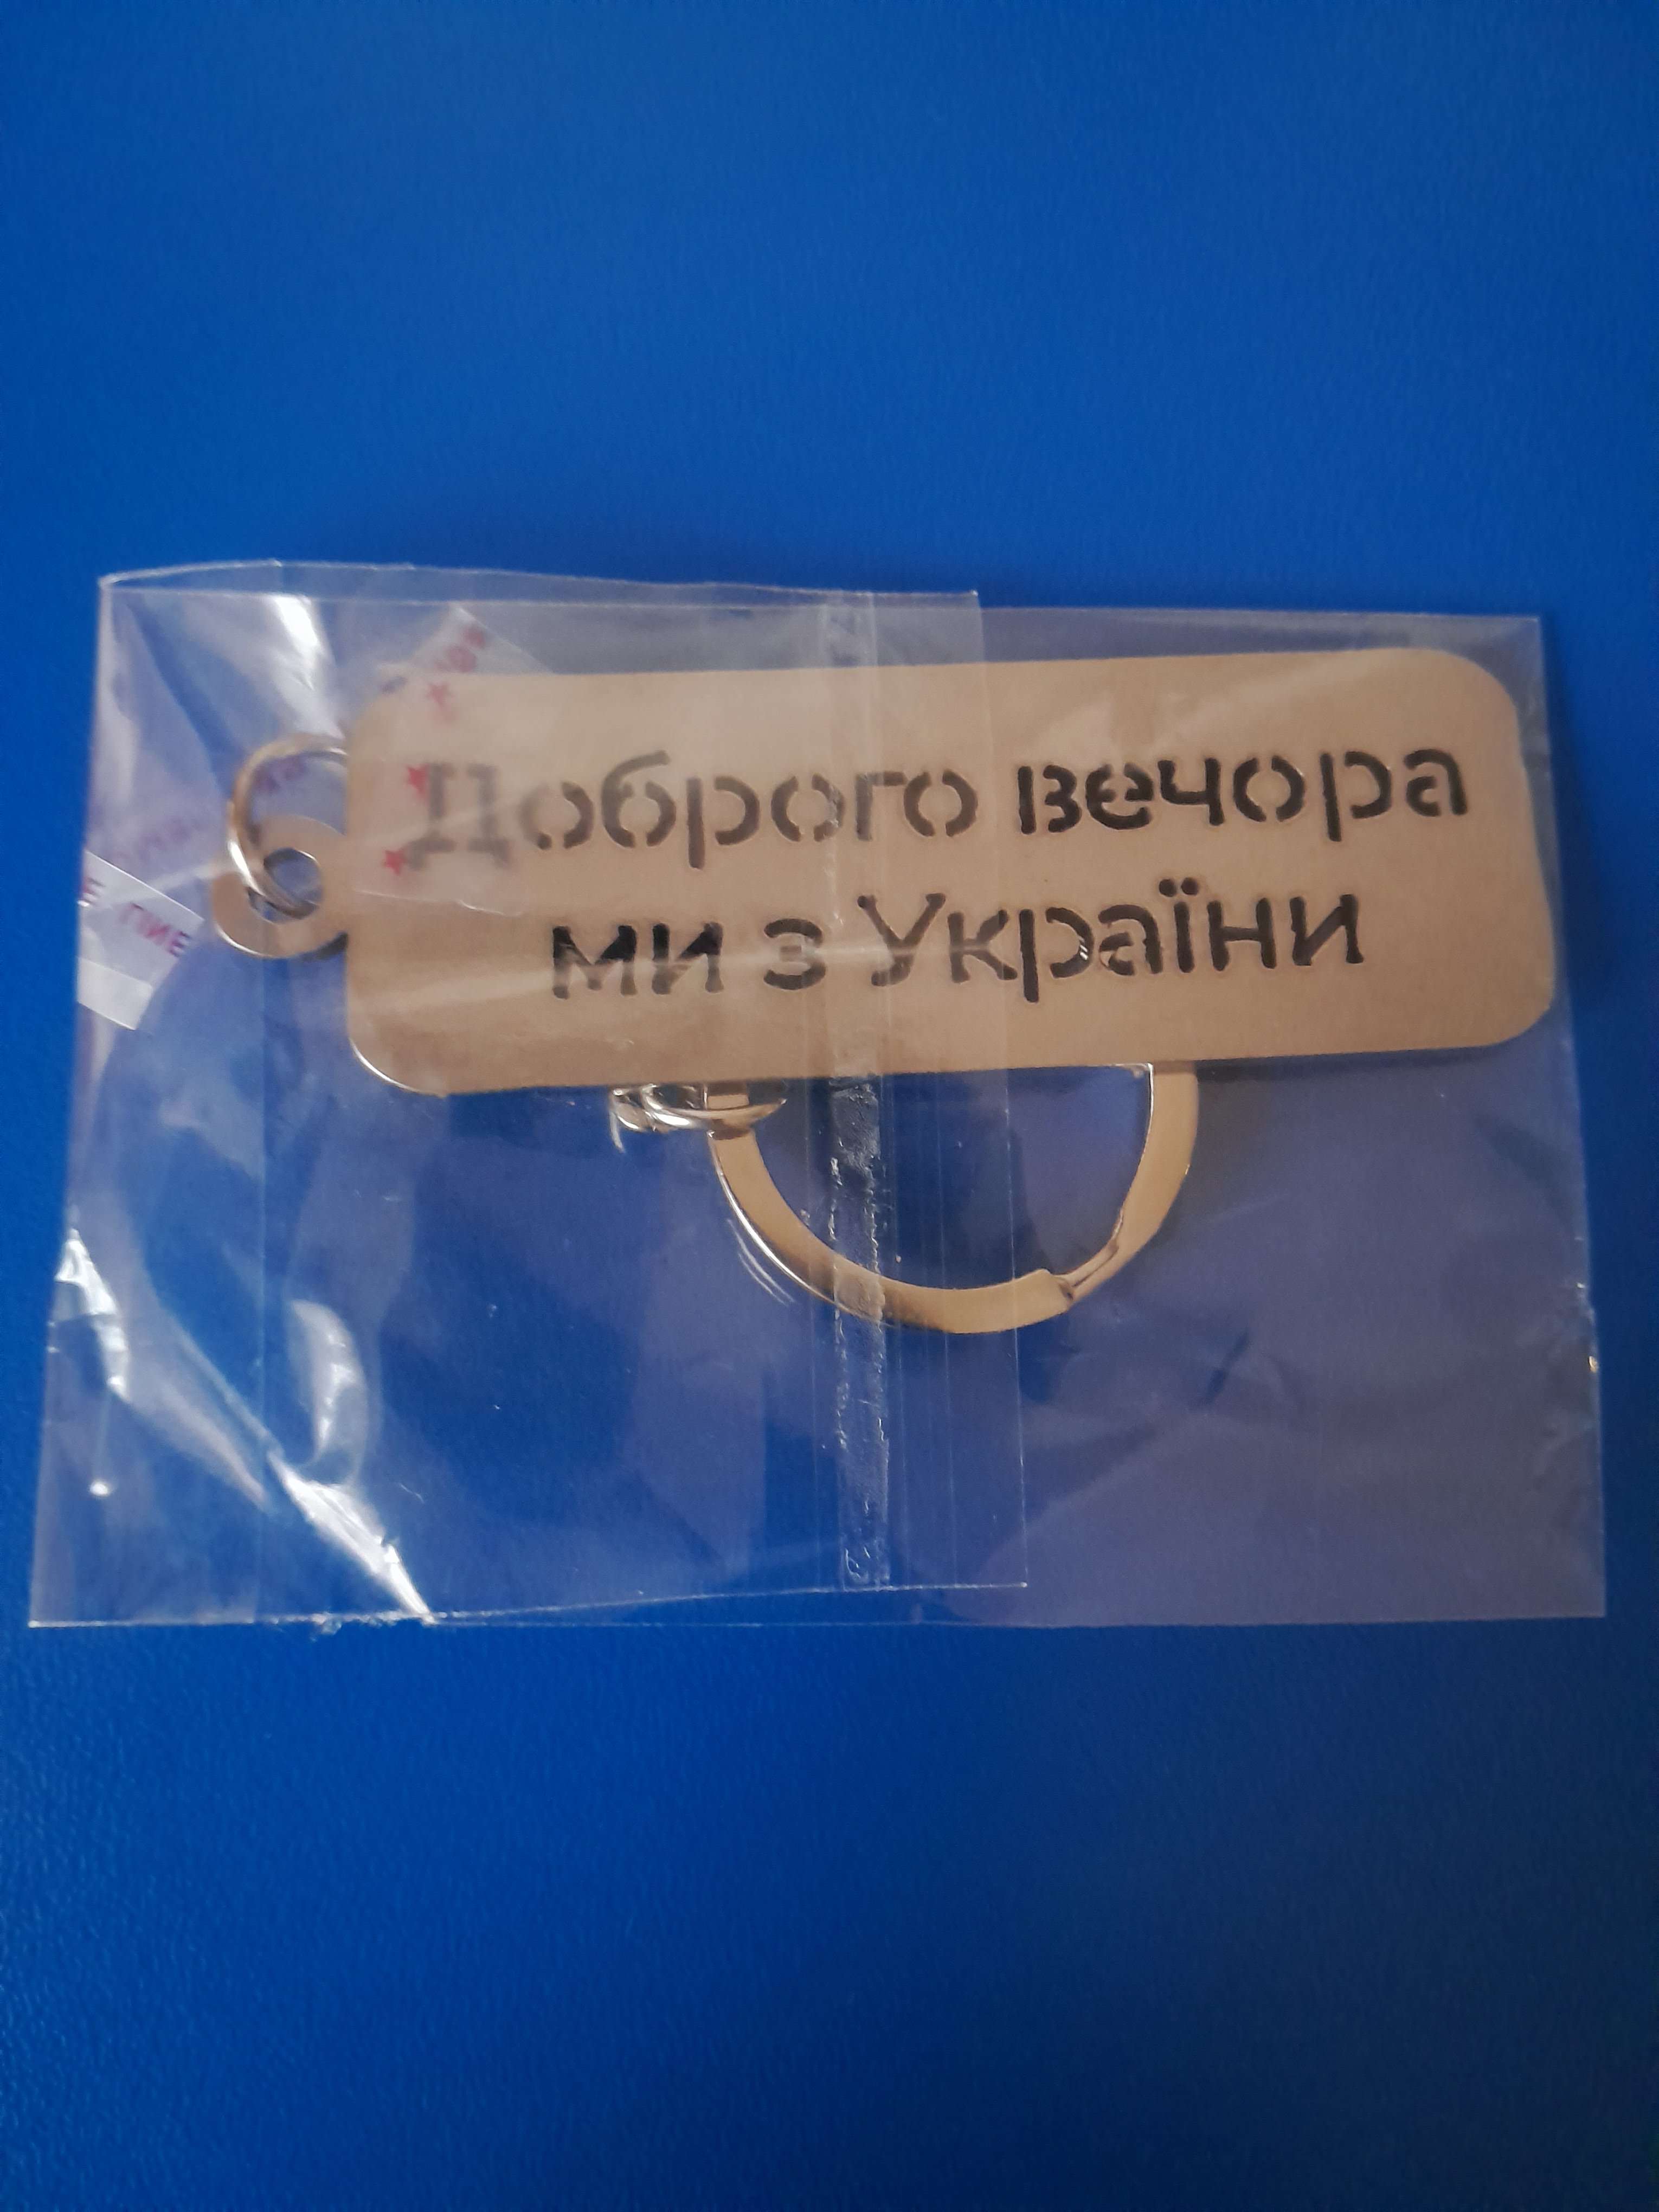 Доброго вечора
ми з України